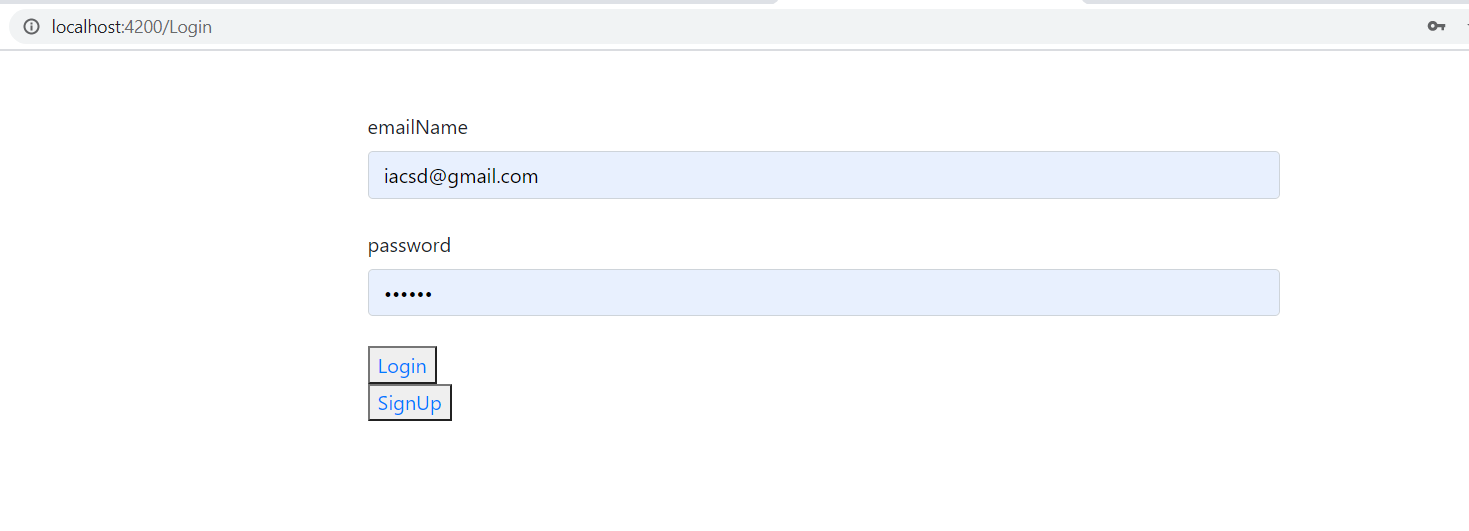 localhost:4200/Login
emailName
iacsd@gmail.com
password
••••••
Login
SignUp